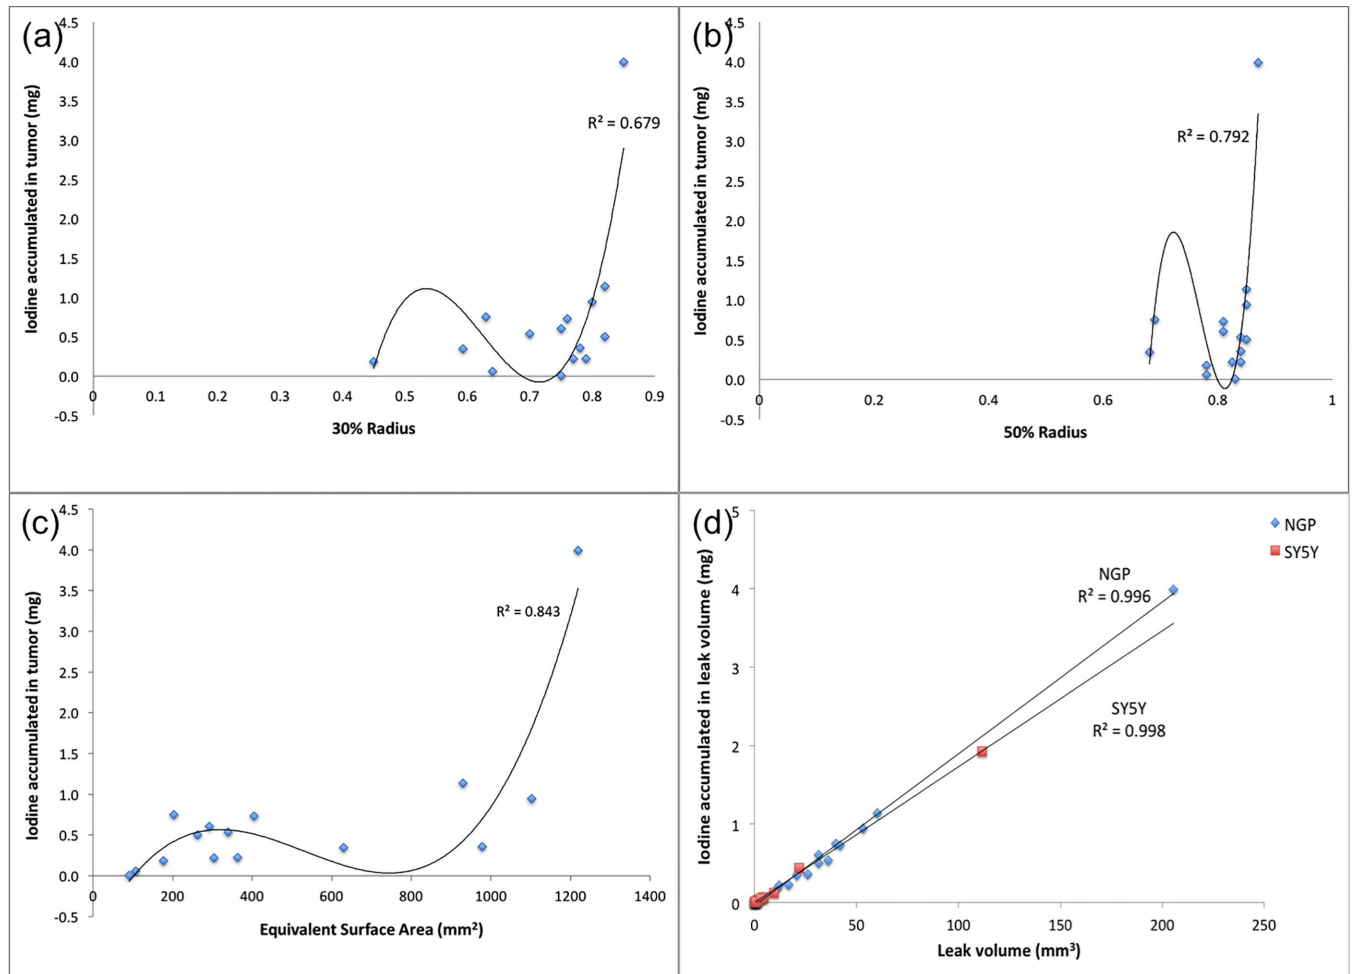 (a)
4.5
4.0
3.5
3.0
2.5
2.0
1.5
1.0
0.5
0.0
-0.5
Iodine accumulated in tumor (mg)
R² = 0.679
0 0.1 0.2 0.3 0.4 0.5 0.6 0.7 0.8 0.9
30% Radius
(b)
4.5
4.0
3.5
3.0
2.5
2.0
1.5
1.0
0.5
0.0
-0.5
Iodine accumulated in tumor (mg)
R² = 0.792
0 0.2 0.4 0.6 0.8 1
50% Radius
(c)
4.5
4.0
3.5
3.0
2.5
2.0
1.5
1.0
0.5
0.0
-0.5
Iodine accumulated in tumor (mg)
R² = 0.843
0 200 400 600 800 1000 1200 1400
Equivalent Surface Area (mm²)
(d)
5
4
3
2
1
0
Iodine accumulated in leak volume (mg)
NGP
SY5Y
NGP
R² = 0.996
SY5Y
R² = 0.998
0 50 100 150 200 250
Leak volume (mm³)